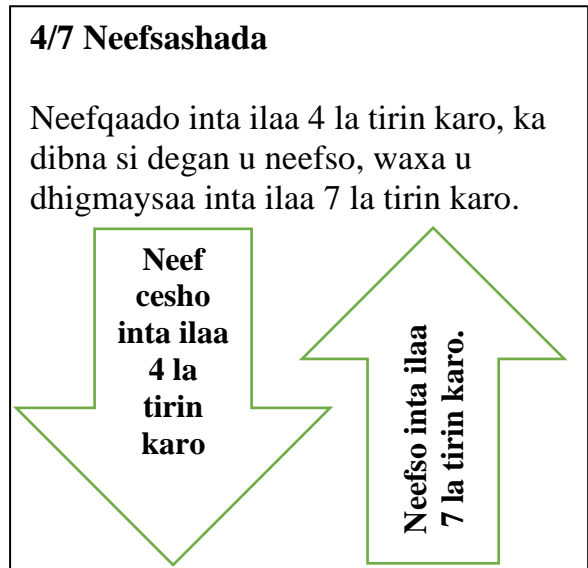 4/7 Neefsashada
Neefqaado inta ilaa 4 la tirin karo, ka
dibna si degan u neefso, waxa u
dhigmaysaa inta ilaa 7 la tirin karo.
Neef
cesho
inta ilaa
4 la
tirin
karo
Neefso inta ilaa
7 la tirin karo.